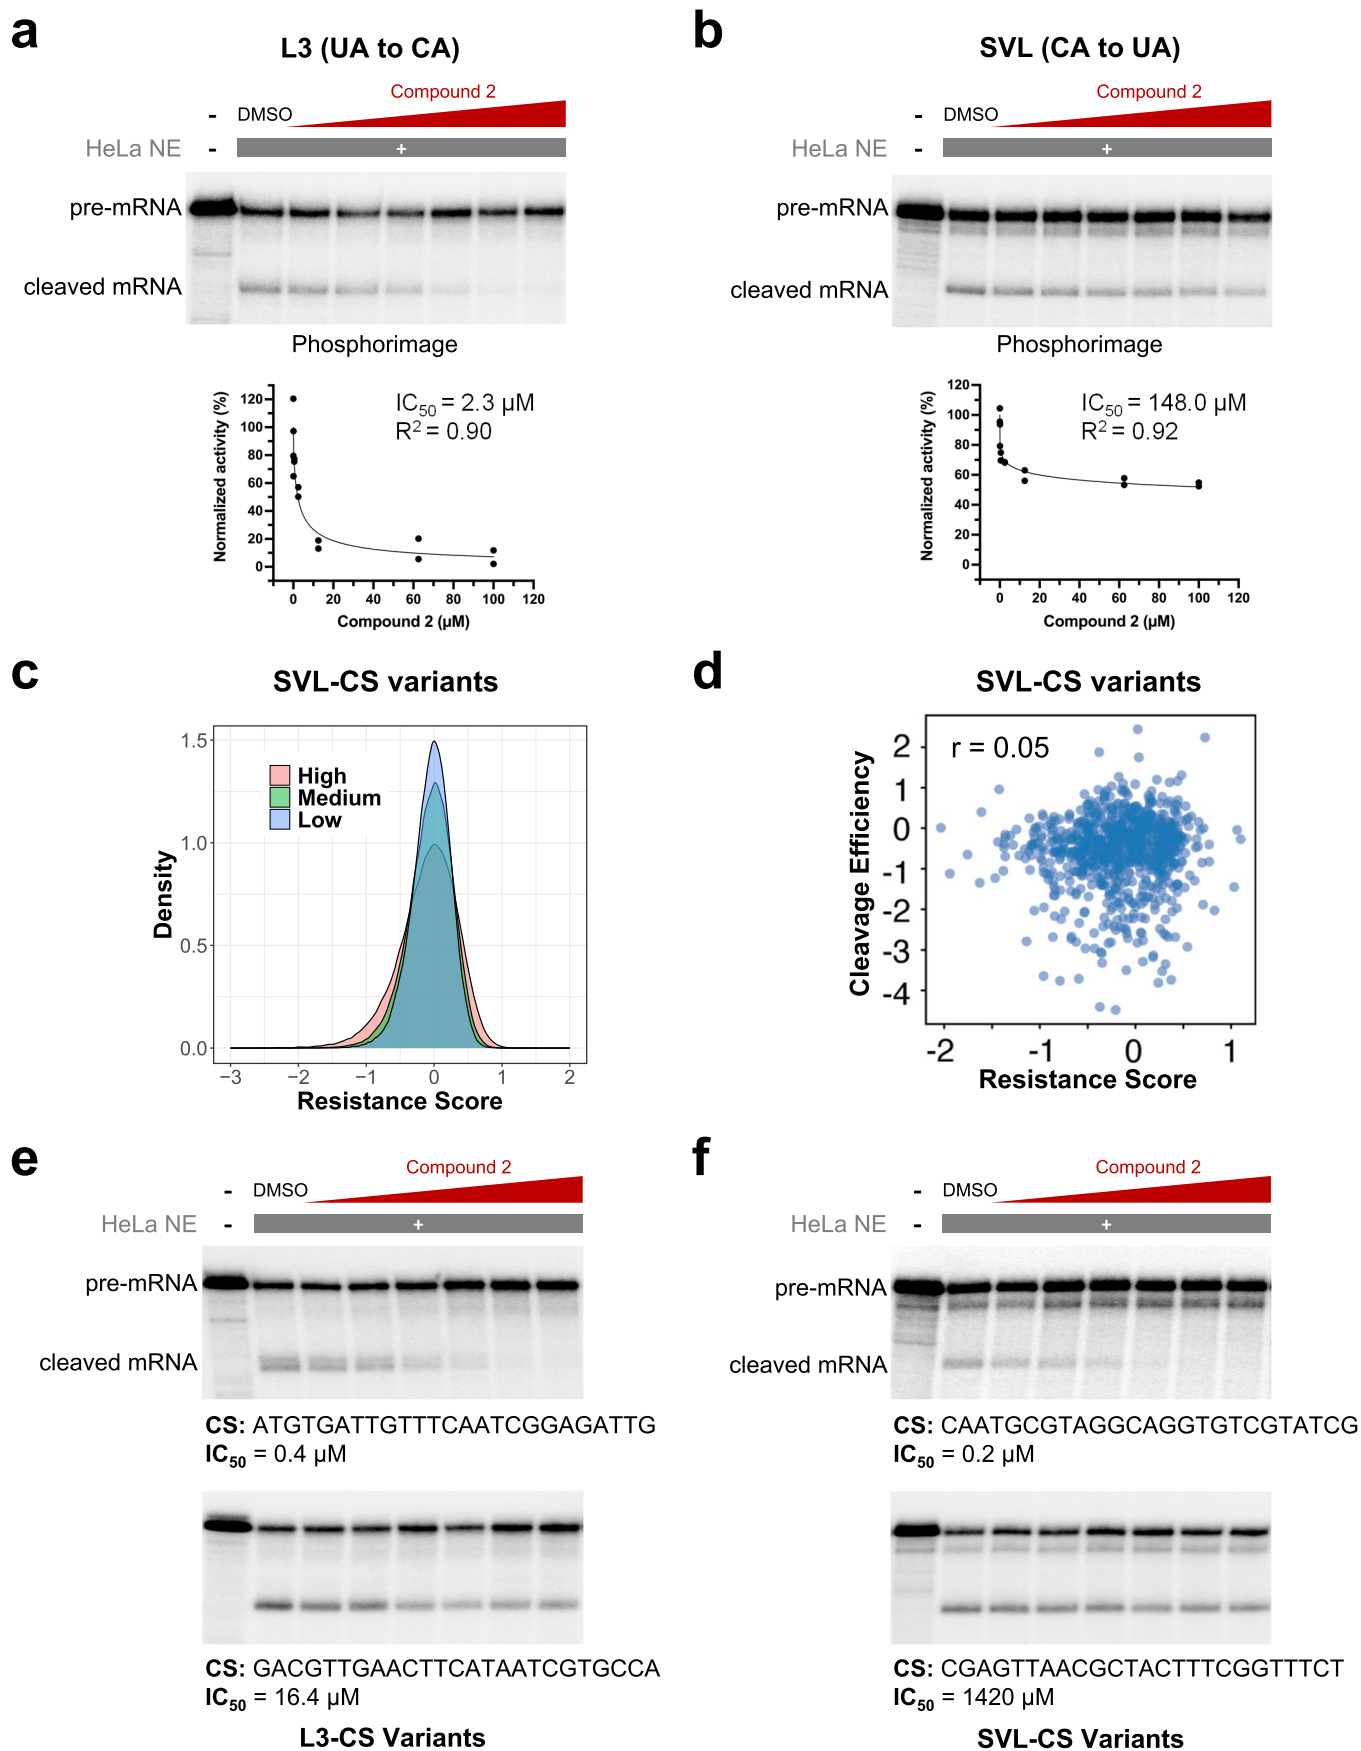 a
L3 (UA to CA)
Compound 2
- DMSO
HeLa NE - +
pre-mRNA
cleaved mRNA
Phosphorimage
Normalized activity (%)
120
100
80
60
40
20
0
IC50 = 2.3 µM
R2 = 0.90
0 20 40 60 80 100 120
Compound 2 (µM)
b
SVL (CA to UA)
Compound 2
- DMSO
HeLa NE - +
pre-mRNA
cleaved mRNA
Phosphorimage
Normalized activity (%)
120
100
80
60
40
20
0
IC50 = 148.0 µM
R2 = 0.92
0 20 40 60 80 100 120
Compound 2 (µM)
c
SVL-CS variants
Density
1.5
1.0
0.5
0.0
High
Medium
Low
−3 −2 −1 0 1 2
Resistance Score
d
SVL-CS variants
Cleavage Efficiency
r = 0.05
2
1
0
-1
-2
-3
-4
-2 -1 0 1
Resistance Score
e
Compound 2
- DMSO
HeLa NE - +
pre-mRNA
cleaved mRNA
CS: ATGTGATTGTTTCAATCGGAGATTG
IC50 = 0.4 µM
CS: GACGTTGAACTTCATAATCGTGCCA
IC50 = 16.4 µM
L3-CS Variants
f
Compound 2
- DMSO
HeLa NE - +
pre-mRNA
cleaved mRNA
CS: CAATGCGTAGGCAGGTGTCGTATCG
IC50 = 0.2 µM
CS: CGAGTTAACGCTACTTTCGGTTTCT
IC50 = 1420 µM
SVL-CS Variants